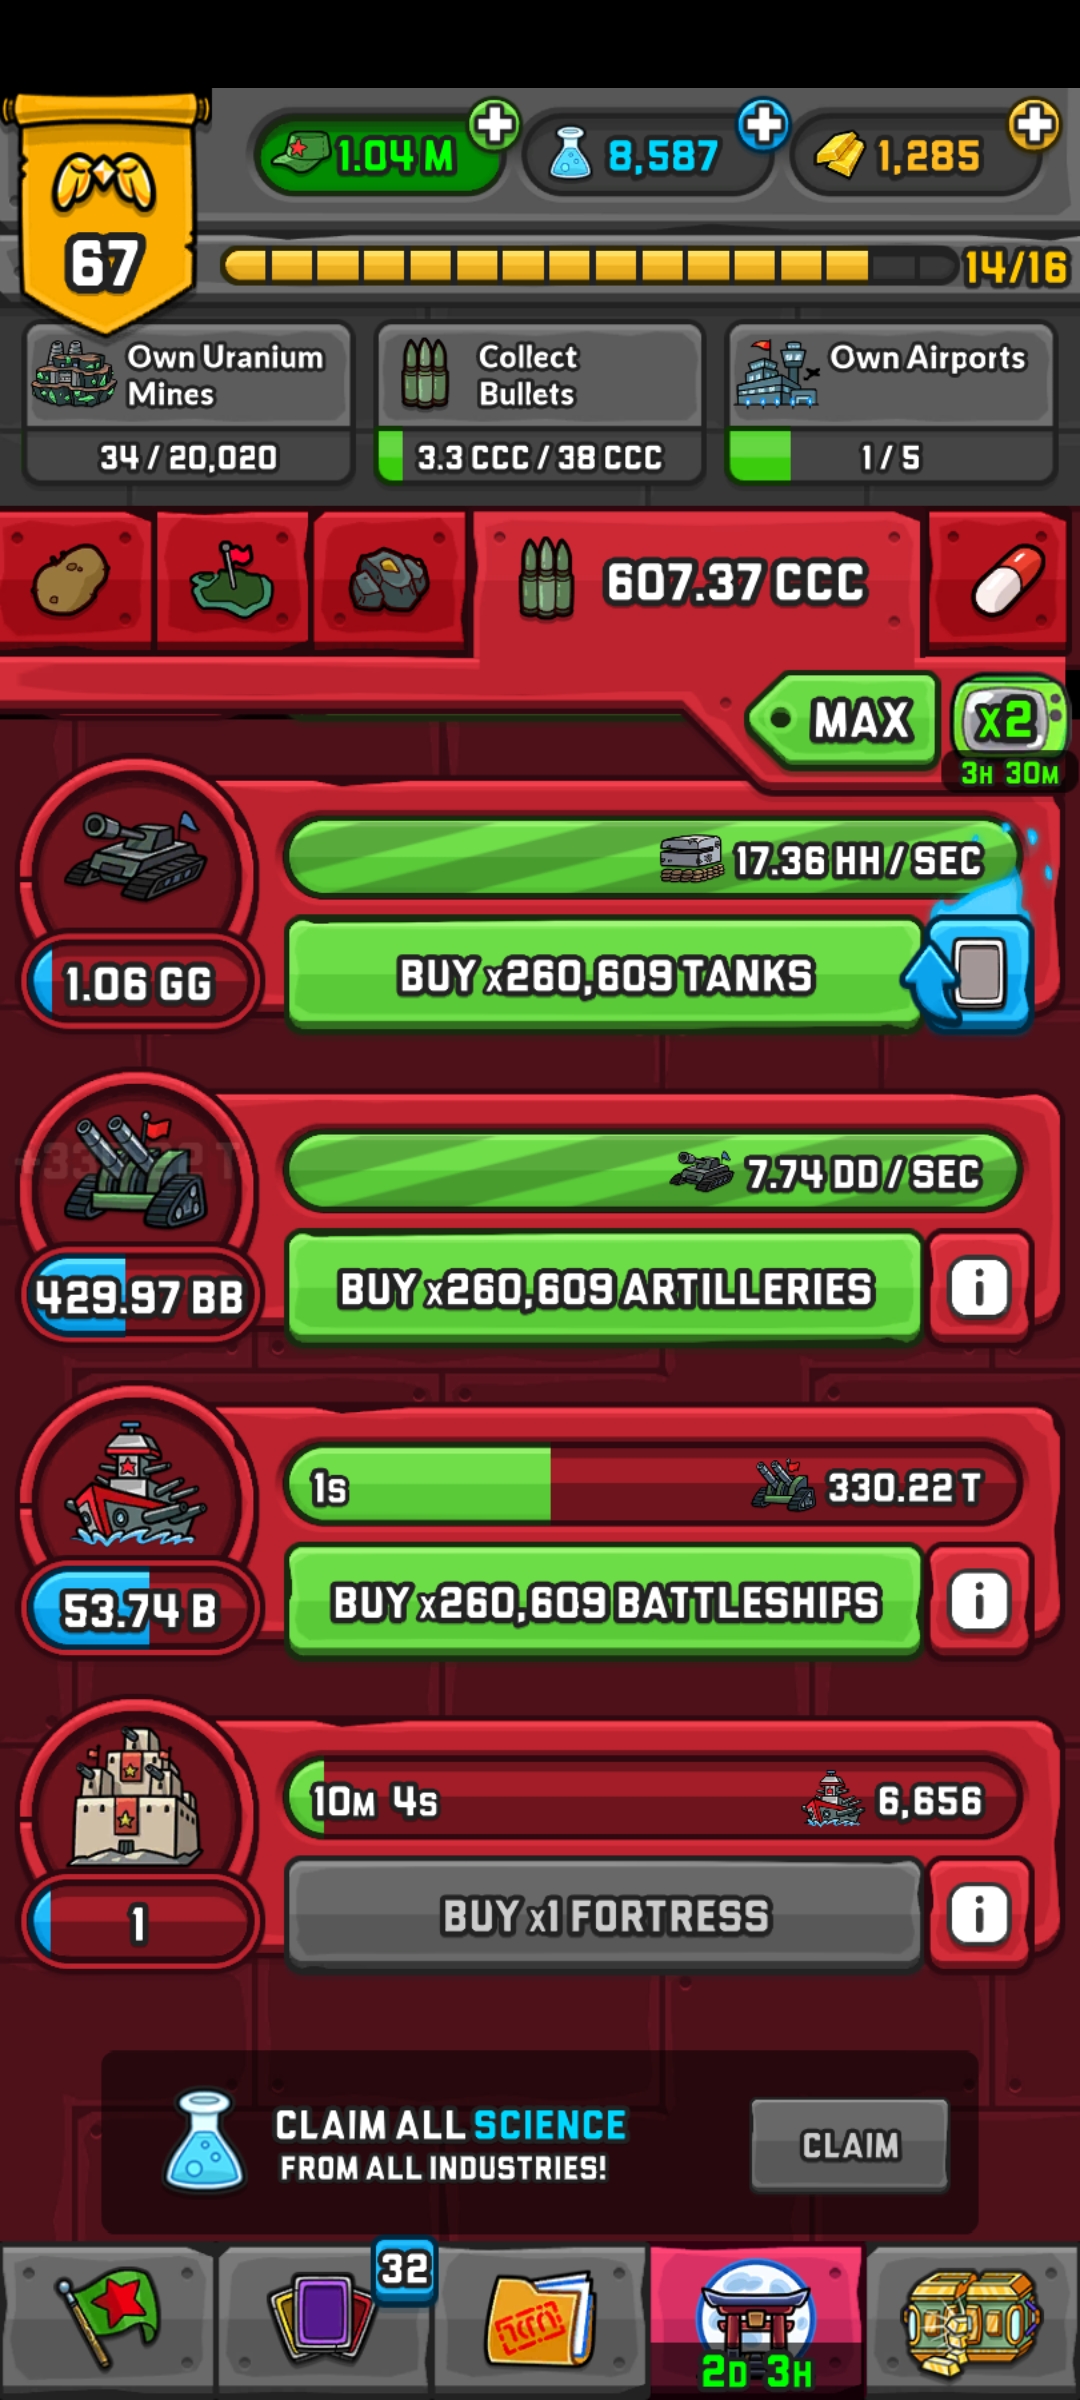 1.04 M
8,587
1,285
67
14/16
Own Uranium
Mines
34 / 20,020
Collect
Bullets
3.3 CCC / 38 CCC
Own Airports
1 / 5
607.37 CCC
MAX
x2
3H 30M
17.36 HH / SEC
1.06 GG
BUY x260,609 TANKS
7.74 DD / SEC
429.97 BB
BUY x260,609 ARTILLERIES
1s
330.22 T
53.74 B
BUY x260,609 BATTLESHIPS
10M 4s
6,656
1
BUY x1 FORTRESS
CLAIM ALL SCIENCE
FROM ALL INDUSTRIES!
CLAIM
32
2D 3H